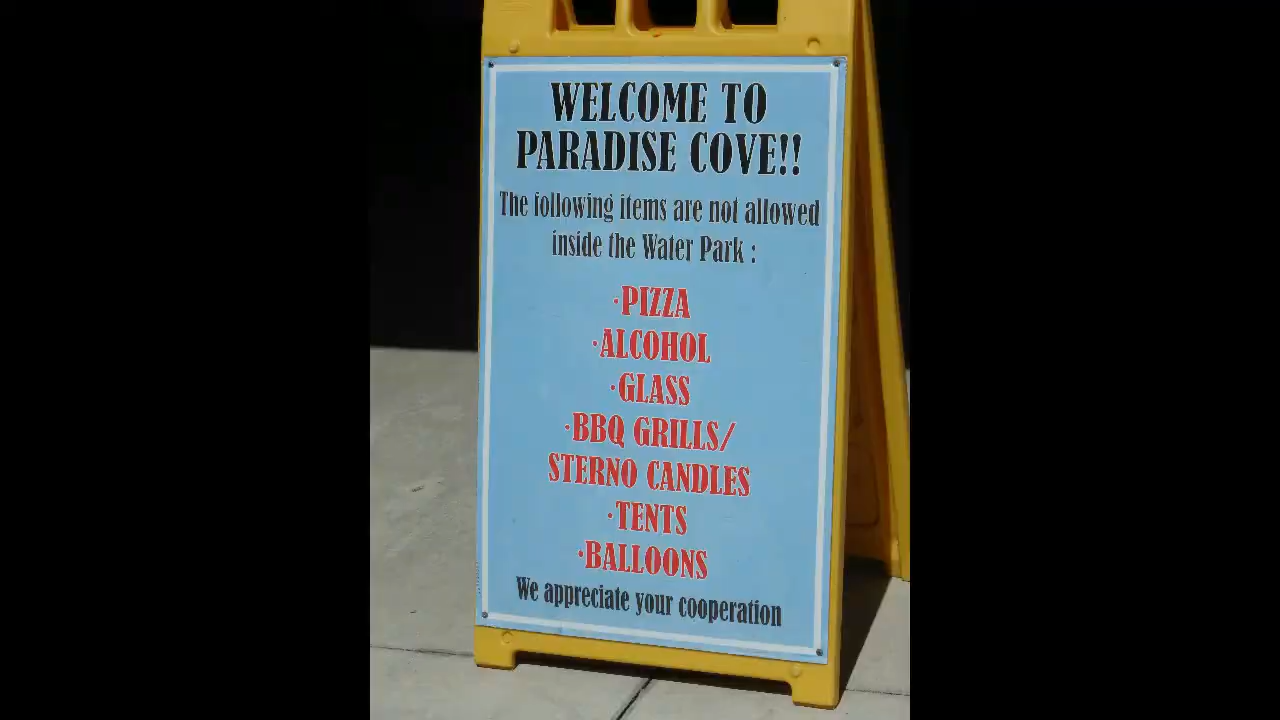 WELCOME TO
PARADISE COVE!!
The following items are not allowed
inside the Water Park :
·PIZZA
·ALCOHOL
·GLASS
·BBQ GRILLS/
STERNO CANDLES
·TENTS
·BALLOONS
We appreciate your cooperation